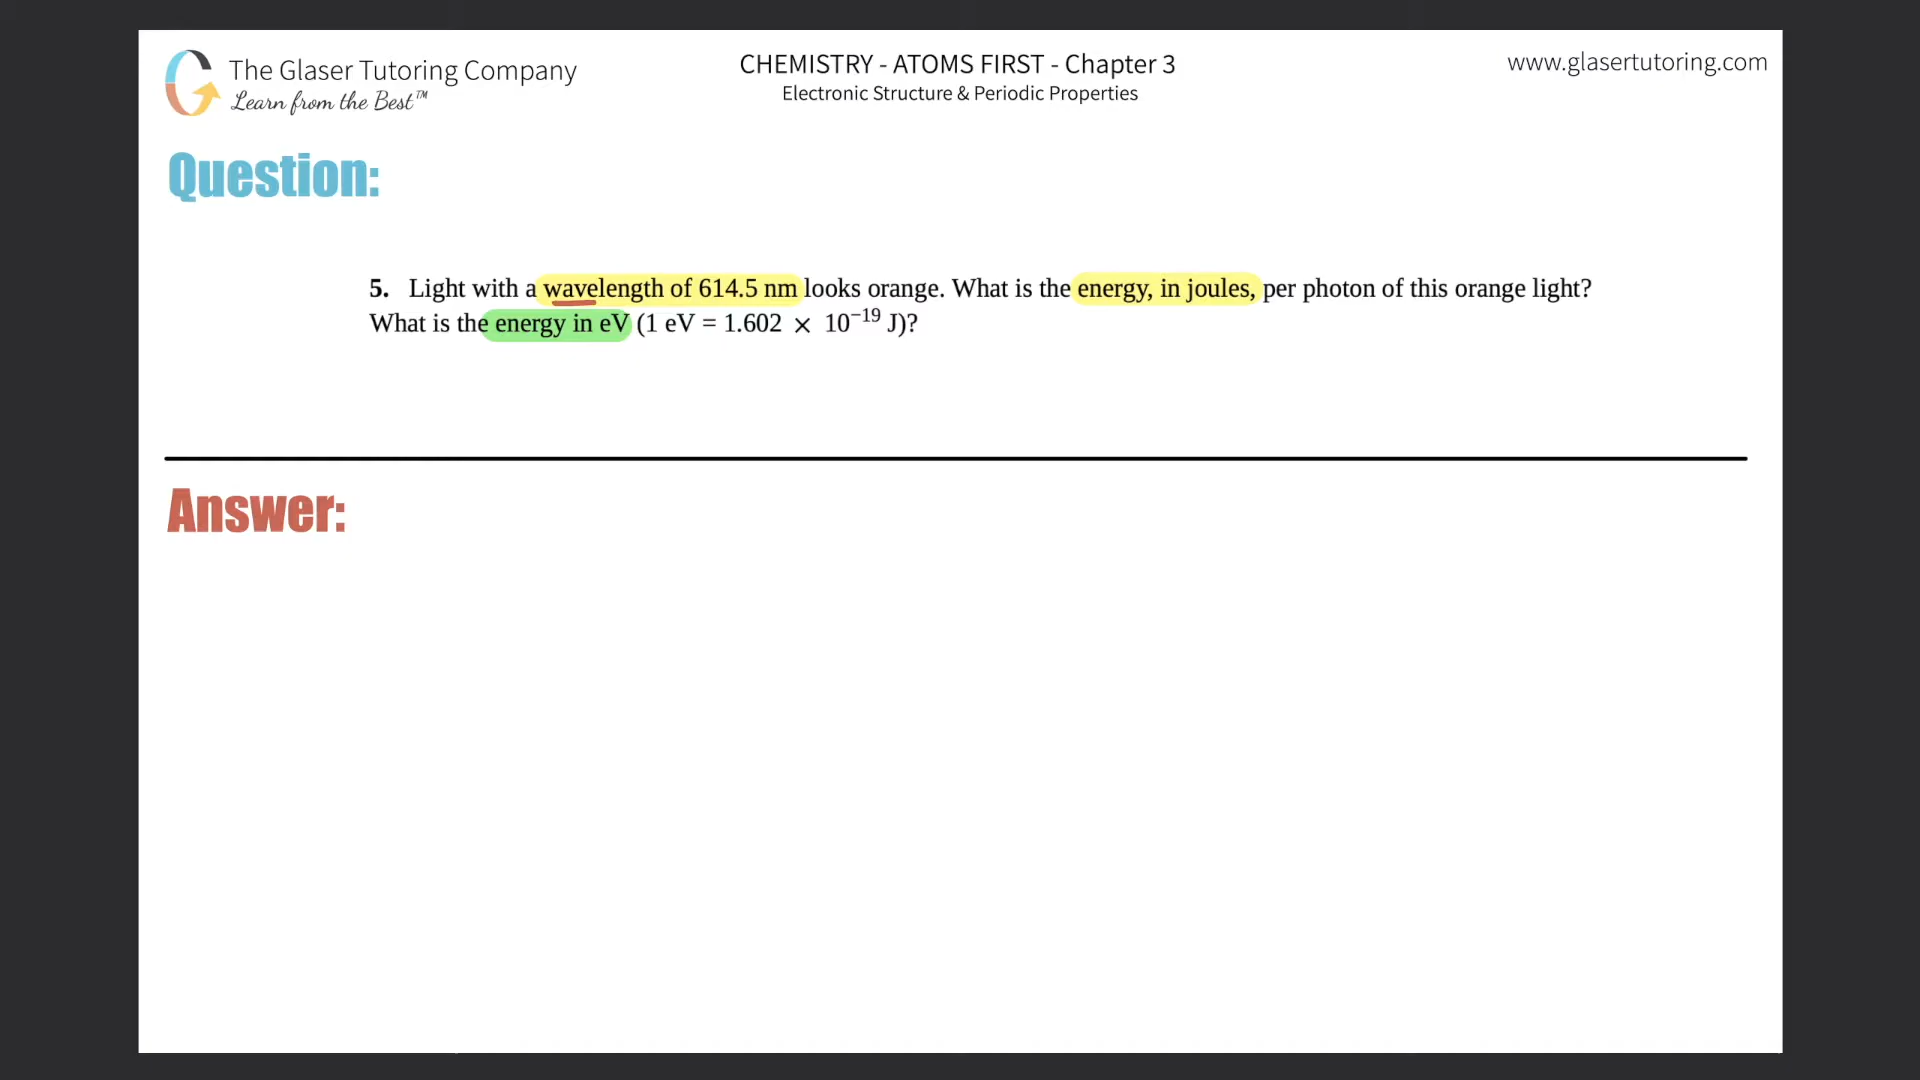 The Glaser Tutoring Company
Learn from the Best™
CHEMISTRY - ATOMS FIRST - Chapter 3
Electronic Structure & Periodic Properties
www.glasertutoring.com
Question:
5. Light with a wavelength of 614.5 nm looks orange. What is the energy, in joules, per photon of this orange light?
What is the energy in eV (1 eV = 1.602 × 10⁻¹⁹ J)?
Answer: